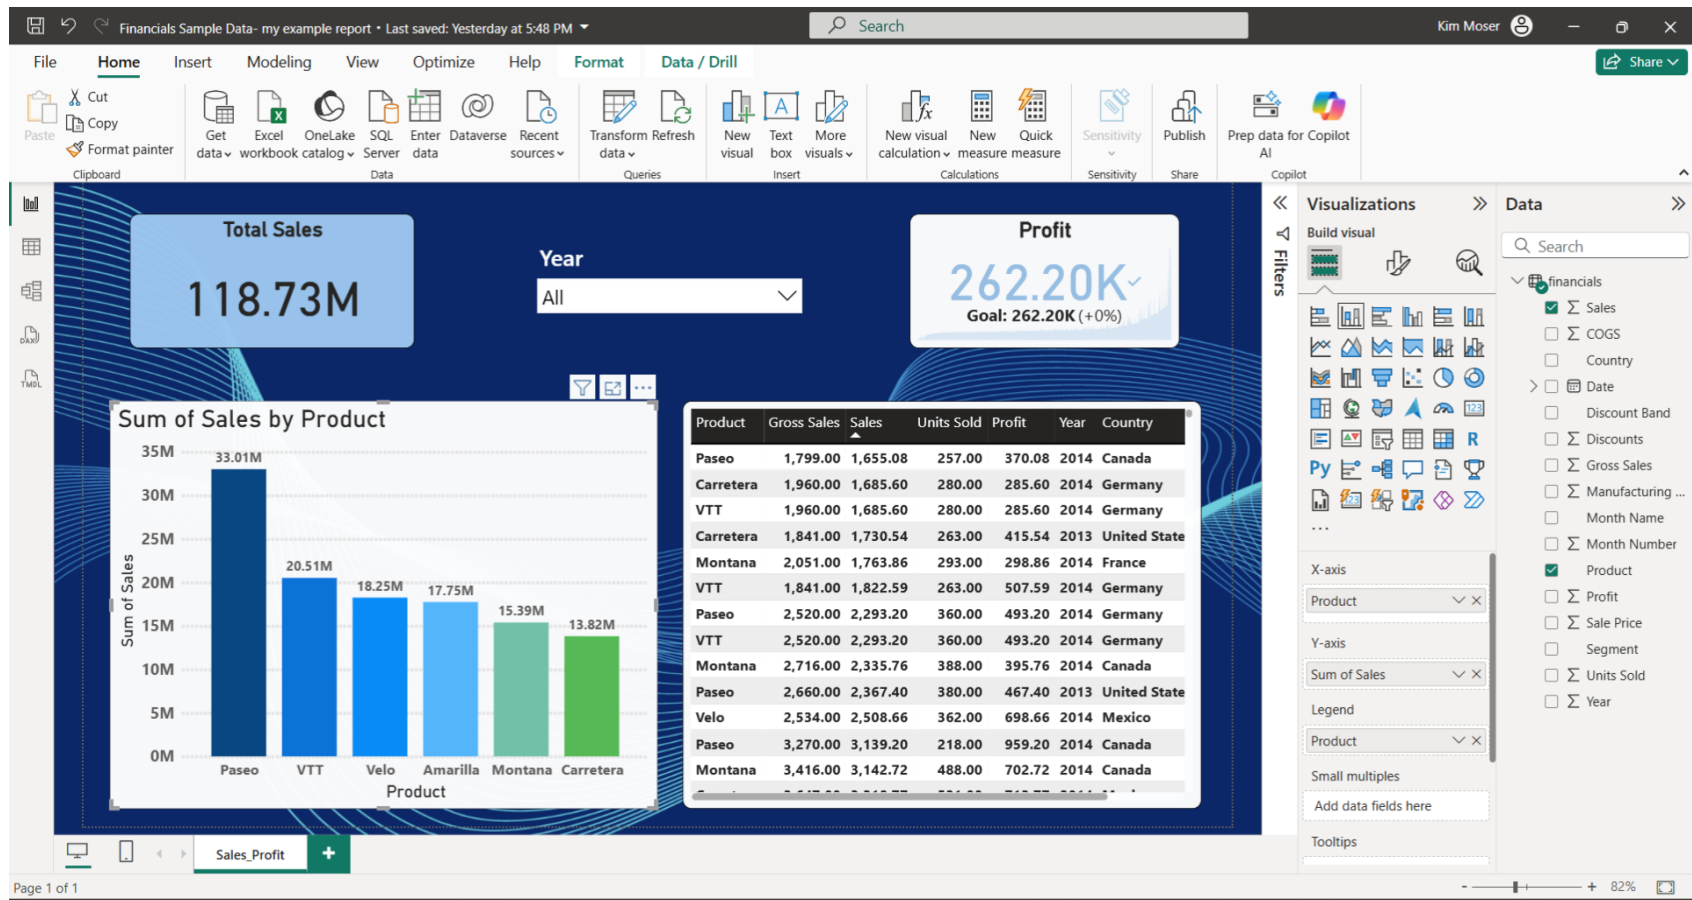 Financials Sample Data- my example report • Last saved: Yesterday at 5:48 PM
Search
Kim Moser
File Home Insert Modeling View Optimize Help Format Data / Drill
Share
Paste
Cut
Copy
Format painter
Clipboard
Get data
Excel workbook
OneLake catalog
SQL Server
Enter data
Dataverse
Recent sources
Data
Transform data
Refresh
Queries
New visual
Text box
More visuals
Insert
New visual calculation
New measure
Quick measure
Calculations
Sensitivity
Sensitivity
Publish
Share
Prep data for AI
Copilot
Copilot
DAX
TMDL
Total Sales
118.73M
Year
All
Profit
262.20K
Goal: 262.20K (+0%)
Sum of Sales by Product
Sum of Sales
35M
30M
25M
20M
15M
10M
5M
0M
33.01M
20.51M
18.25M
17.75M
15.39M
13.82M
Paseo VTT Velo Amarilla Montana Carretera
Product
Product Gross Sales Sales Units Sold Profit Year Country
Paseo 1,799.00 1,655.08 257.00 370.08 2014 Canada
Carretera 1,960.00 1,685.60 280.00 285.60 2014 Germany
VTT 1,960.00 1,685.60 280.00 285.60 2014 Germany
Carretera 1,841.00 1,730.54 263.00 415.54 2013 United State
Montana 2,051.00 1,763.86 293.00 298.86 2014 France
VTT 1,841.00 1,822.59 263.00 507.59 2014 Germany
Paseo 2,520.00 2,293.20 360.00 493.20 2014 Germany
VTT 2,520.00 2,293.20 360.00 493.20 2014 Germany
Montana 2,716.00 2,335.76 388.00 395.76 2014 Canada
Paseo 2,660.00 2,367.40 380.00 467.40 2013 United State
Velo 2,534.00 2,508.66 362.00 698.66 2014 Mexico
Paseo 3,270.00 3,139.20 218.00 959.20 2014 Canada
Montana 3,416.00 3,142.72 488.00 702.72 2014 Canada
Filters
Visualizations
Build visual
123
R
Py
123
...
X-axis
Product
Y-axis
Sum of Sales
Legend
Product
Small multiples
Add data fields here
Tooltips
Data
Search
financials
Sales
COGS
Country
Date
Discount Band
Discounts
Gross Sales
Manufacturing ...
Month Name
Month Number
Product
Profit
Sale Price
Segment
Units Sold
Year
Sales_Profit
Page 1 of 1
82%